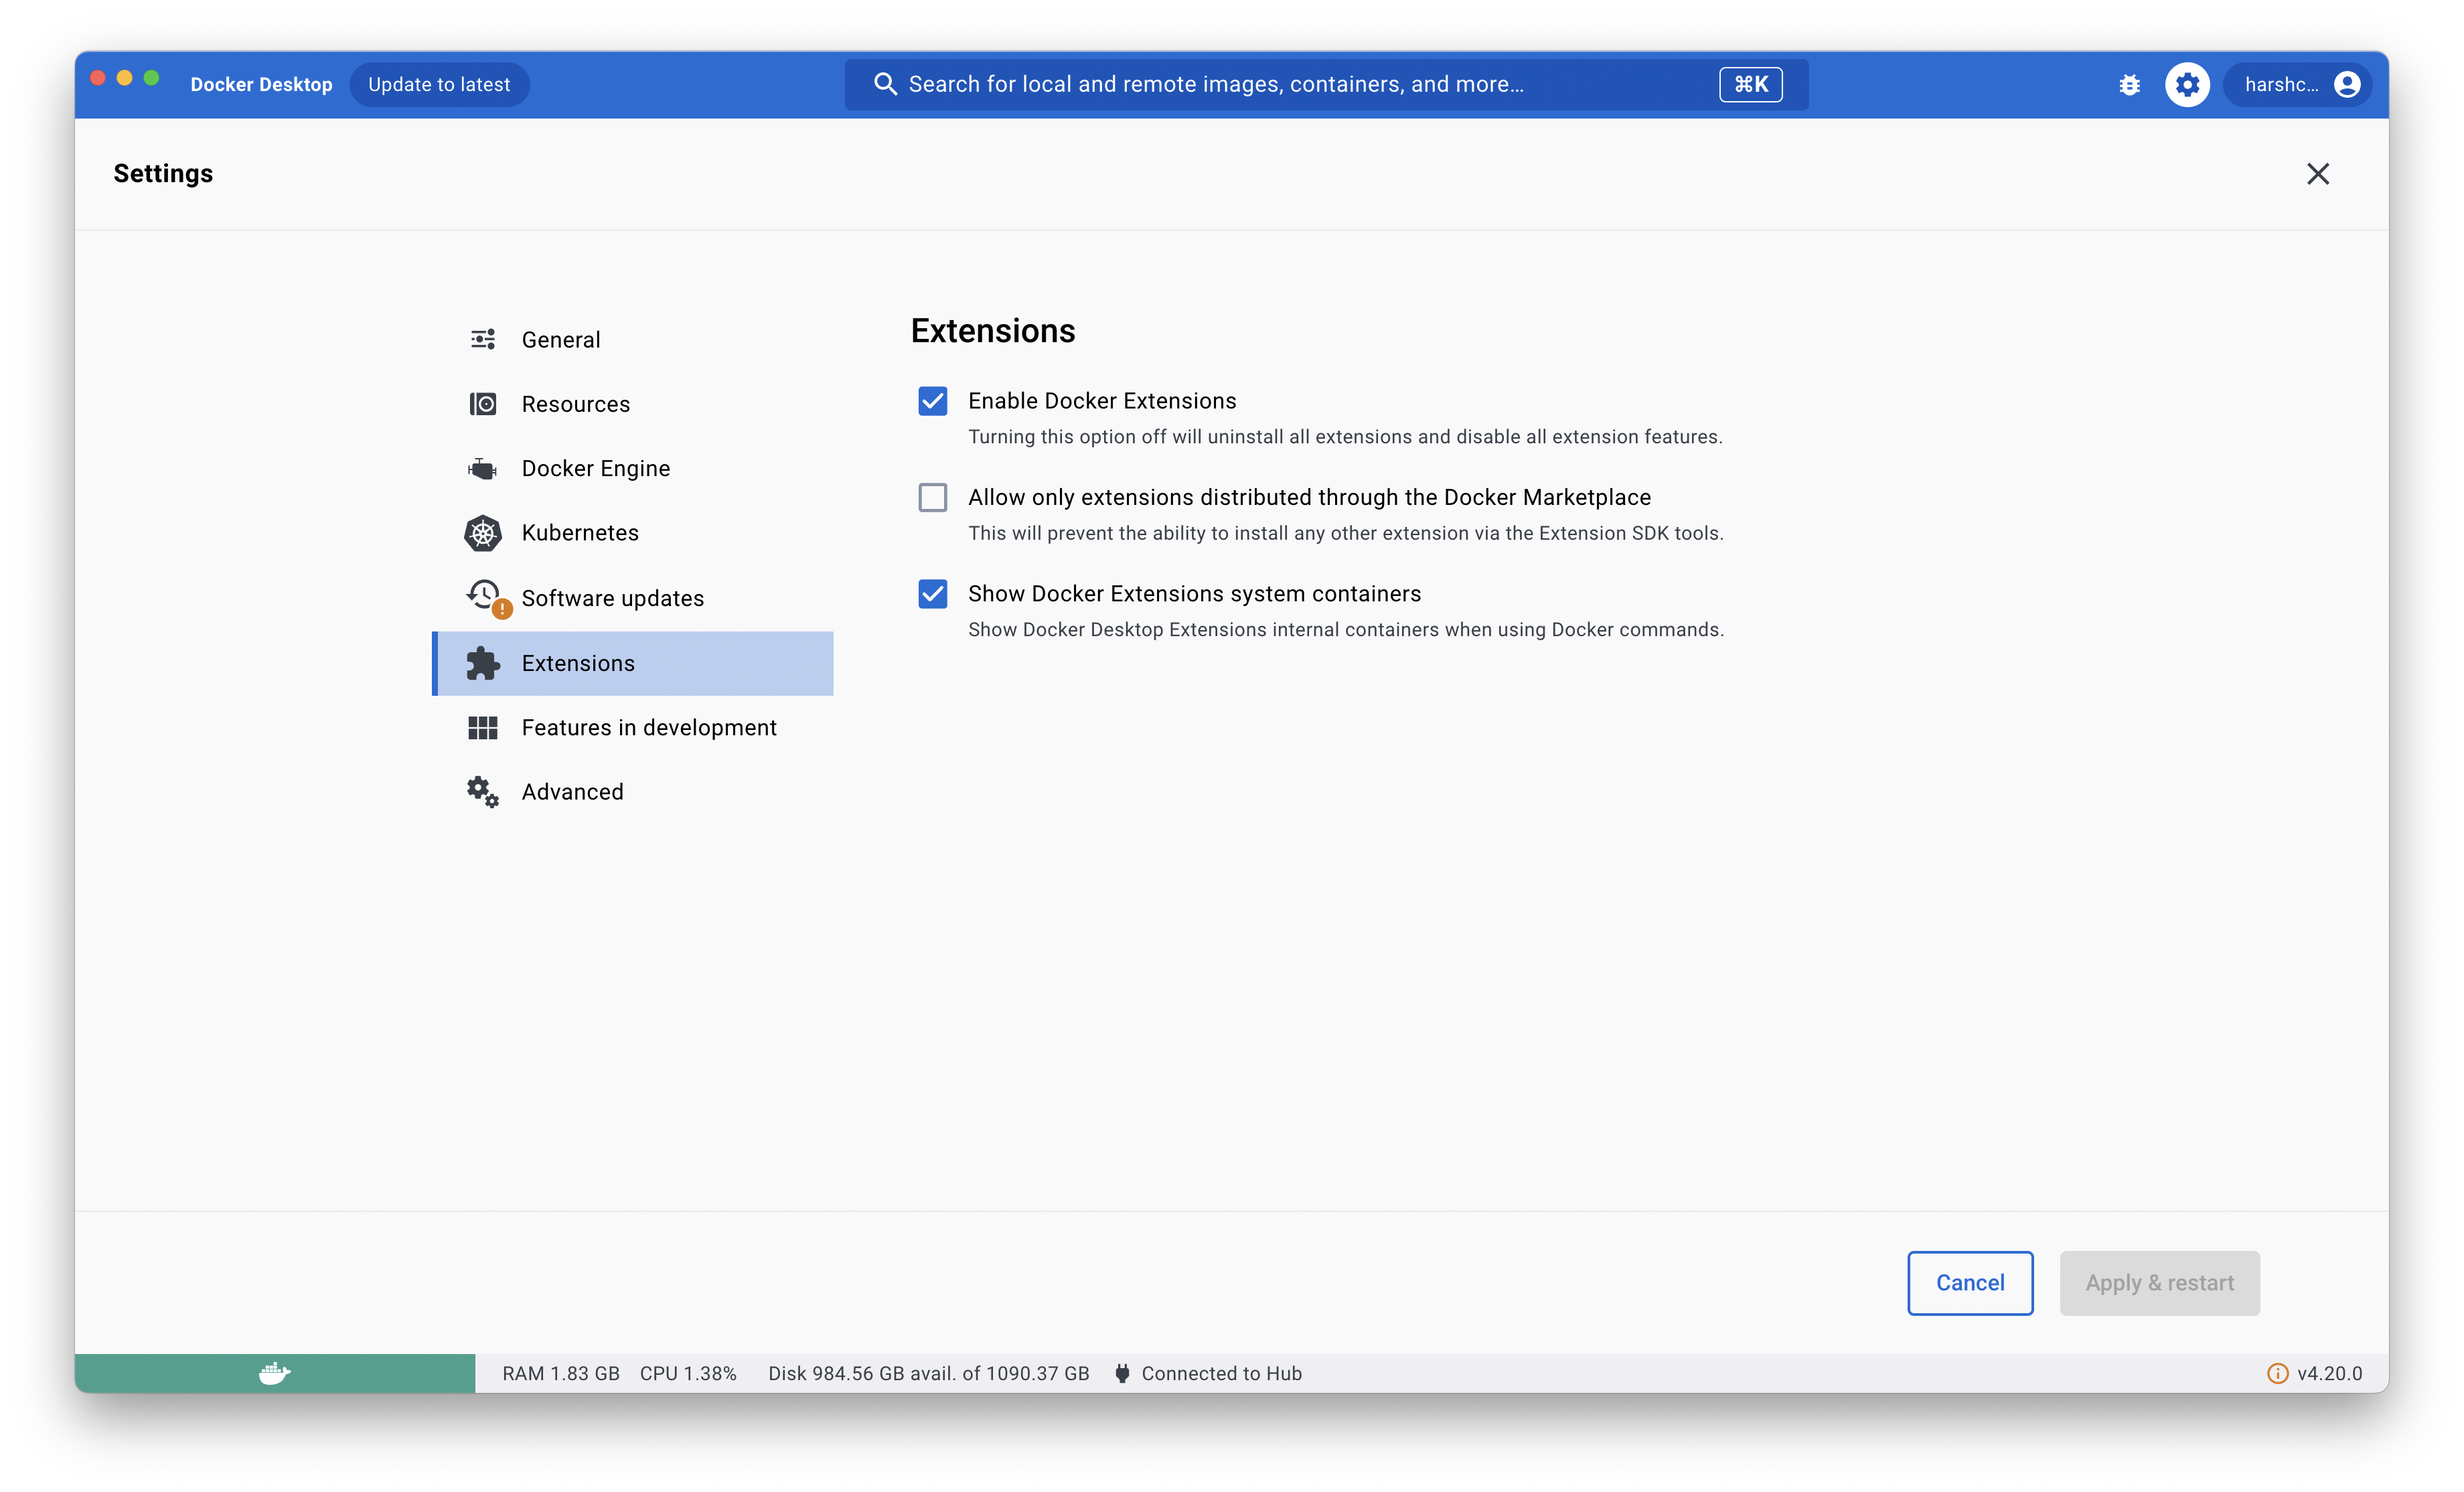 Docker Desktop
Update to latest
Search for local and remote images, containers, and more...
⌘K
harshc...
Settings
General
Resources
Docker Engine
Kubernetes
Software updates
Extensions
Features in development
Advanced
Extensions
Enable Docker Extensions
Turning this option off will uninstall all extensions and disable all extension features.
Allow only extensions distributed through the Docker Marketplace
This will prevent the ability to install any other extension via the Extension SDK tools.
Show Docker Extensions system containers
Show Docker Desktop Extensions internal containers when using Docker commands.
Cancel
Apply & restart
RAM 1.83 GB CPU 1.38% Disk 984.56 GB avail. of 1090.37 GB Connected to Hub
v4.20.0